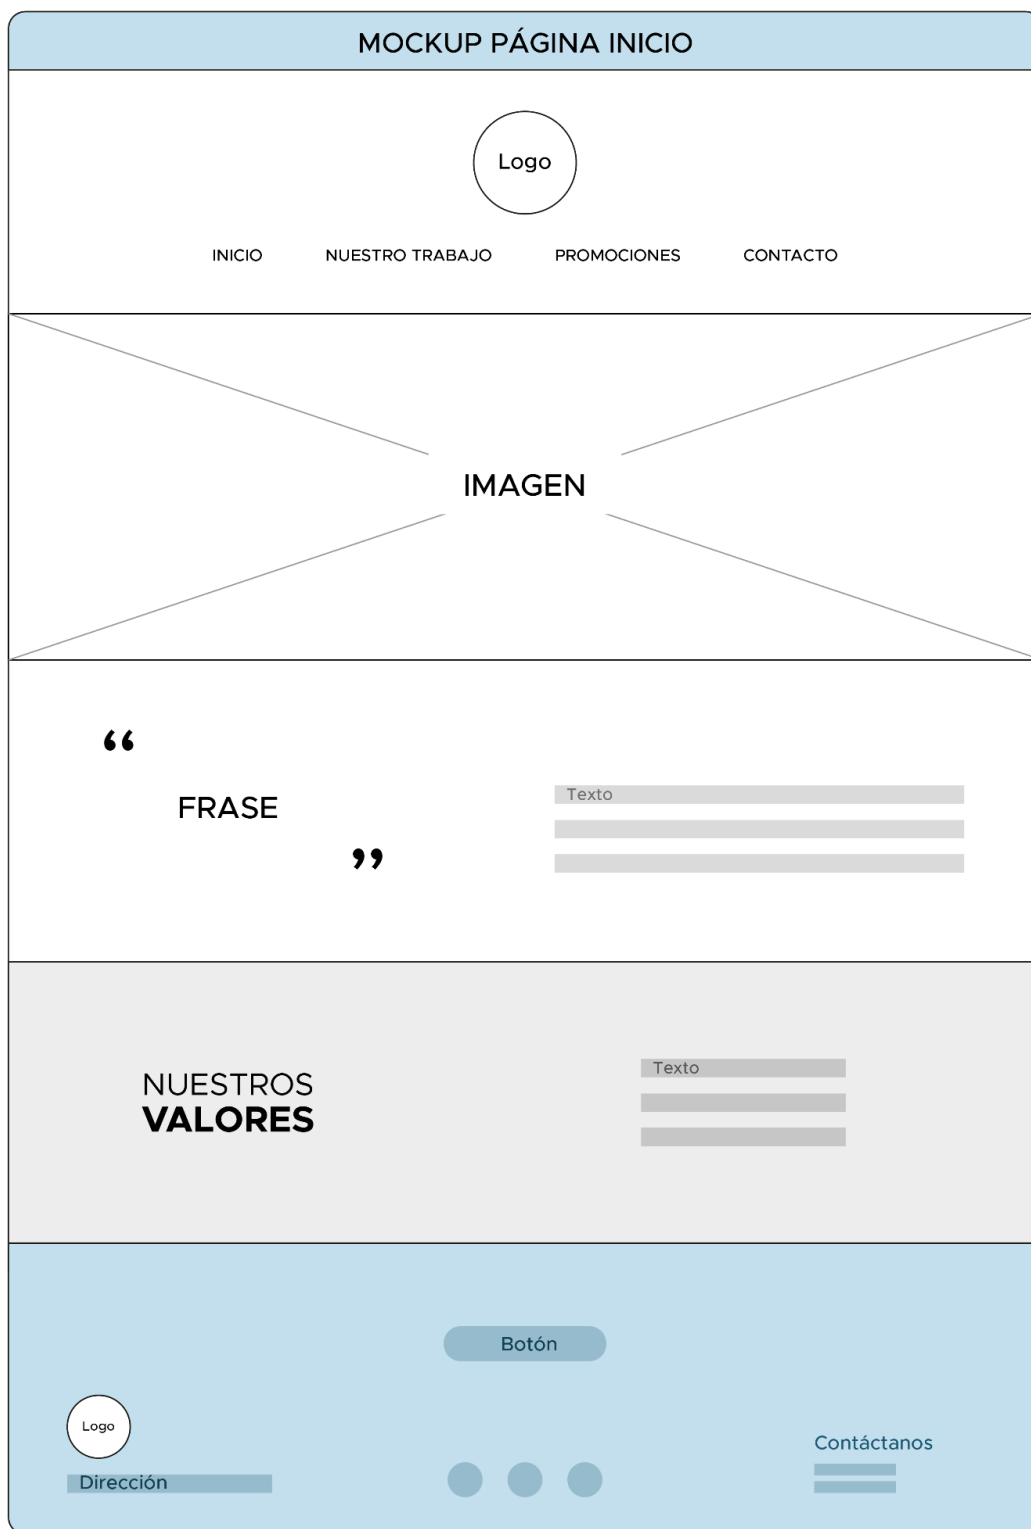 MOCKUP PÁGINA INICIO
Logo
INICIO NUESTRO TRABAJO PROMOCIONES CONTACTO
IMAGEN
“
FRASE
”
Texto
NUESTROS
VALORES
Texto
Botón
Logo
Dirección
Contáctanos